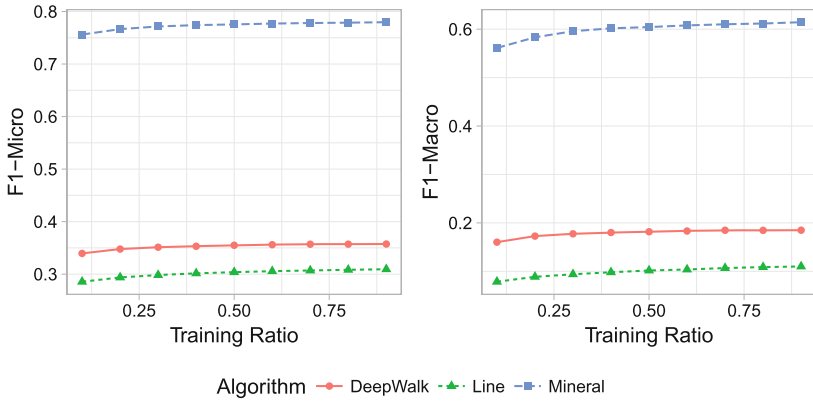 F1−Micro
0.8
0.7
0.6
0.5
0.4
0.3
0.25 0.50 0.75
Training Ratio
F1−Macro
0.6
0.4
0.2
0.25 0.50 0.75
Training Ratio
Algorithm DeepWalk Line Mineral